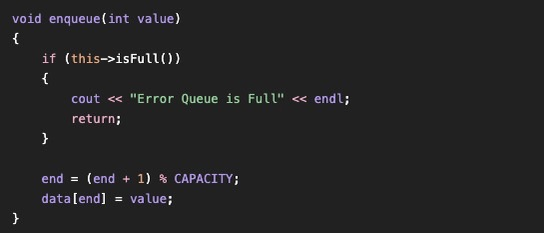 void enqueue(int value)
{
    if (this->isFull())
    {
        cout << "Error Queue is Full" << endl;
        return;
    }

    end = (end + 1) % CAPACITY;
    data[end] = value;
}